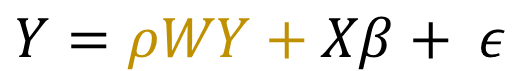 Y = ρWY + Xβ + ϵ